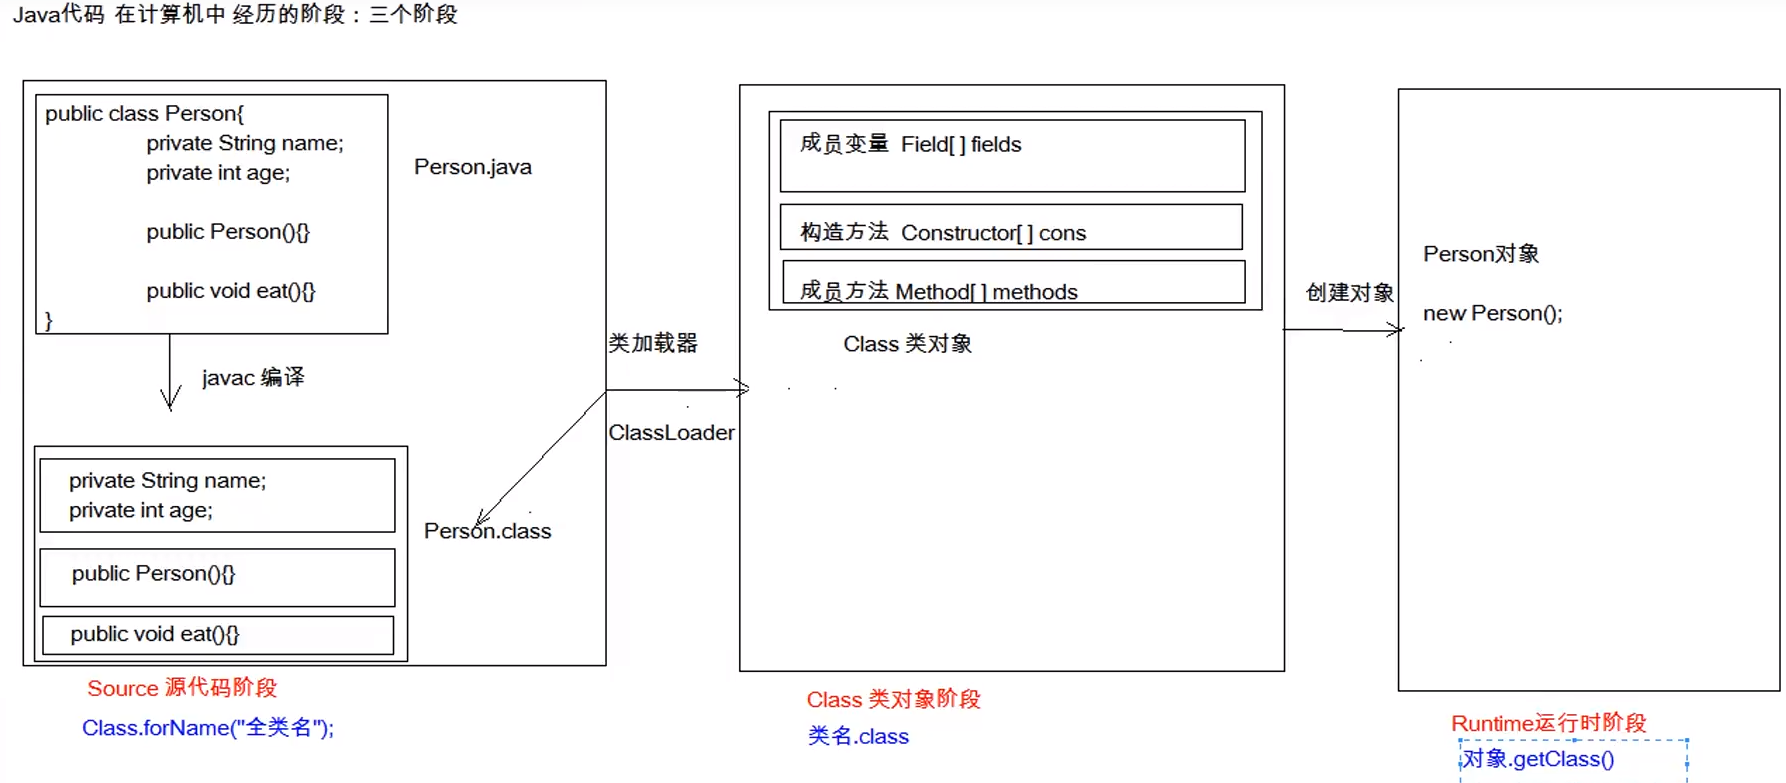 Java代码 在计算机中 经历的阶段：三个阶段
public class Person{
private String name;
private int age;
public Person(){}
public void eat(){}
}
Person.java
javac 编译
private String name;
private int age;
public Person(){}
public void eat(){}
Person.class
Source 源代码阶段
Class.forName("全类名");
类加载器
ClassLoader
成员变量 Field[ ] fields
构造方法 Constructor[ ] cons
成员方法 Method[ ] methods
Class 类对象
Class 类对象阶段
类名.class
创建对象
Person对象
new Person();
Runtime运行时阶段
对象.getClass()